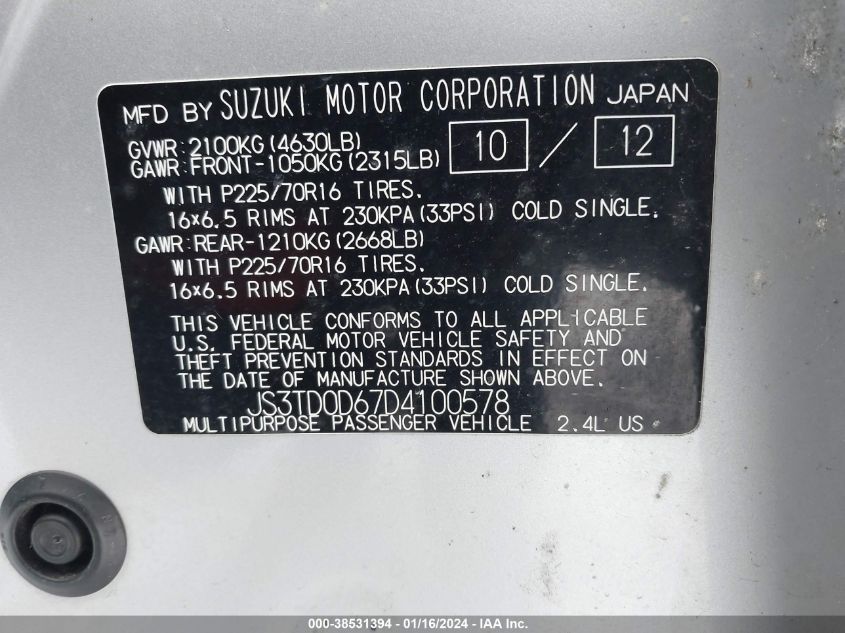 MFD BY SUZUKI MOTOR CORPORATION JAPAN
GVWR:2100KG(4630LB)
GAWR:FRONT-1050KG(2315LB) 10 / 12
WITH P225/70R16 TIRES.
16×6.5 RIMS AT 230KPA(33PSI) COLD SINGLE.
GAWR:REAR-1210KG(2668LB)
WITH P225/70R16 TIRES.
16×6.5 RIMS AT 230KPA(33PSI) COLD SINGLE.
THIS VEHICLE CONFORMS TO ALL APPLICABLE
U.S. FEDERAL MOTOR VEHICLE SAFETY AND
THEFT PREVENTION STANDARDS IN EFFECT ON
THE DATE OF MANUFACTURE SHOWN ABOVE.
JS3TD0D67D4100578
MULTIPURPOSE PASSENGER VEHICLE 2.4L US
000-38531394 - 01/16/2024 - IAA Inc.